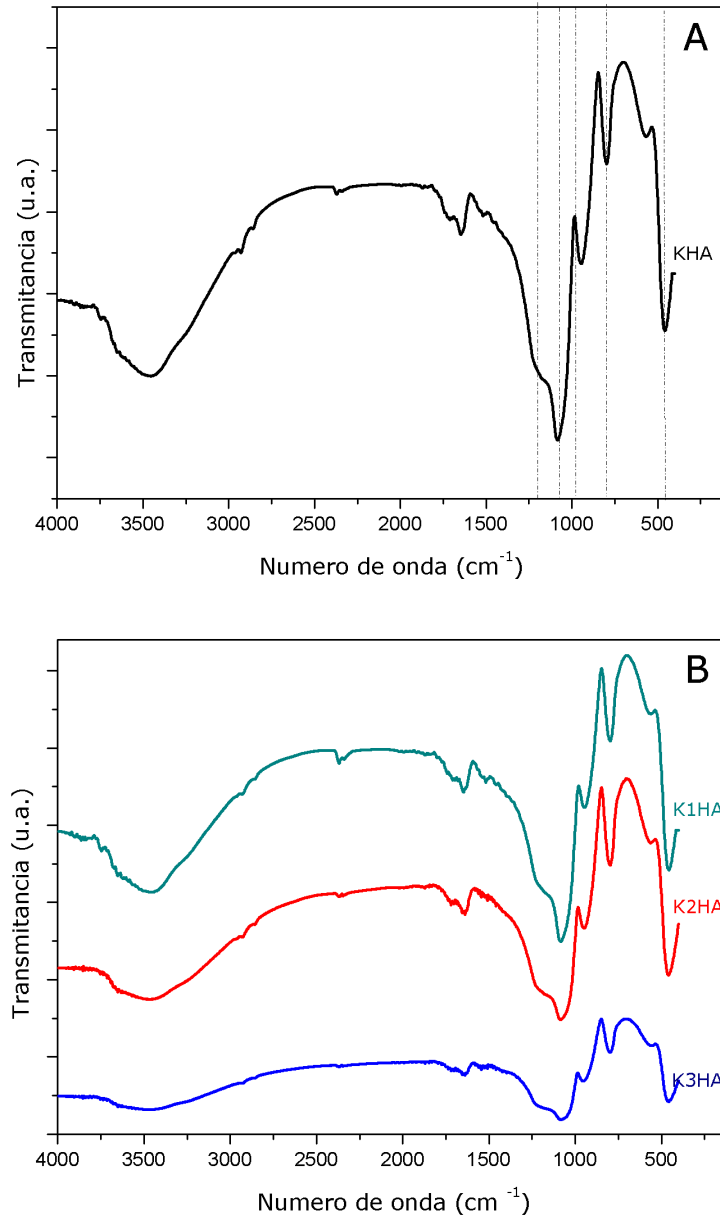 A
Transmitancia (u.a.)
KHA
4000 3500 3000 2500 2000 1500 1000 500
Numero de onda (cm⁻¹)
B
Transmitancia (u.a.)
K1HA
K2HA
K3HA
4000 3500 3000 2500 2000 1500 1000 500
Numero de onda (cm ⁻¹)